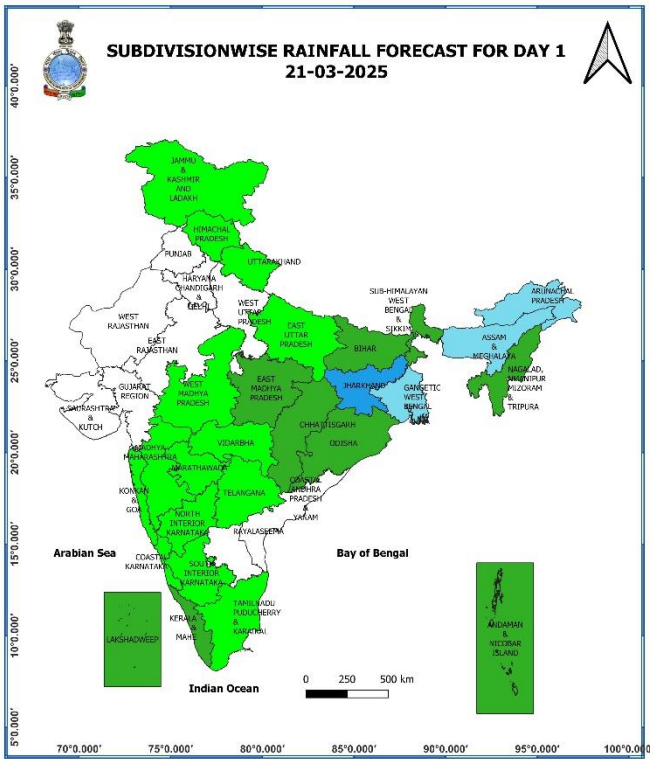 SUBDIVISIONWISE RAINFALL FORECAST FOR DAY 1
21-03-2025
40°0.000'
35°0.000'
30°0.000'
25°0.000'
20°0.000'
15°0.000'
10°0.000'
5°0.000'
JAMMU
&
KASHMIR
AND
LADAKH
HIMACHAL
PRADESH
PUNJAB
UTTARAKHAND
HARYANA
CHANDIGARH
&
DELHI
WEST
UTTAR
PRADESH
WEST
RAJASTHAN
EAST
RAJASTHAN
EAST
UTTAR
PRADESH
SUB-HIMALAYAN
WEST
BENGAL
&
SIKKIM
ARUNACHAL
PRADESH
ASSAM
&
MEGHALAYA
NAGALAD,
MANIPUR
MIZORAM
&
TRIPURA
BIHAR
JHARKHAND
GANGETIC
WEST
BENGAL
GUJARAT
REGION
SAURASHTRA
&
KUTCH
WEST
MADHYA
PRADESH
EAST
MADHYA
PRADESH
CHHATTISGARH
ODISHA
VIDARBHA
MADHYA
MAHARASHTRA
MARATHAWADA
KONKAN
&
GOA
TELANGANA
COASTAL
ANDHRA
PRADESH
&
YANAM
NORTH
INTERIOR
KARNATAKA
RAYALASEEMA
COASTAL
KARNATAKA
SOUTH
INTERIOR
KARNATAKA
TAMILNADU
PUDUCHERRY
&
KARAIKAL
KERALA
&
MAHE
LAKSHADWEEP
ANDAMAN
&
NICOBAR
ISLAND
Arabian Sea
Bay of Bengal
Indian Ocean
0 250 500 km
70°0.000' 75°0.000' 80°0.000' 85°0.000' 90°0.000' 95°0.000' 100°0.000'